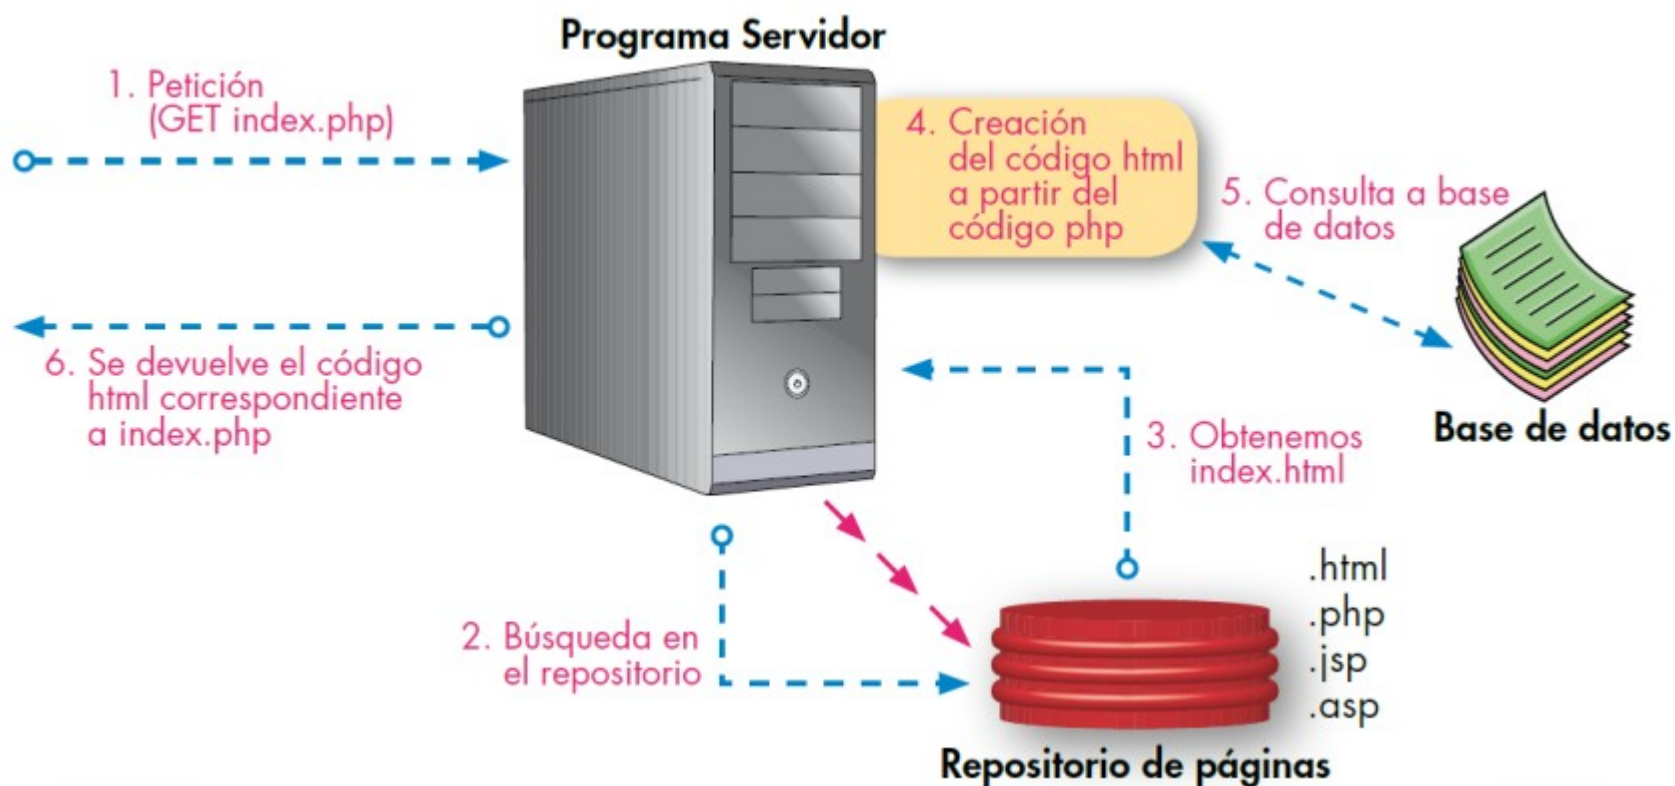 Programa Servidor
1. Petición
(GET index.php)
4. Creación
del código html
a partir del
código php
5. Consulta a base
de datos
6. Se devuelve el código
html correspondiente
a index.php
Base de datos
3. Obtenemos
index.html
2. Búsqueda en
el repositorio
.html
.php
.jsp
.asp
Repositorio de páginas